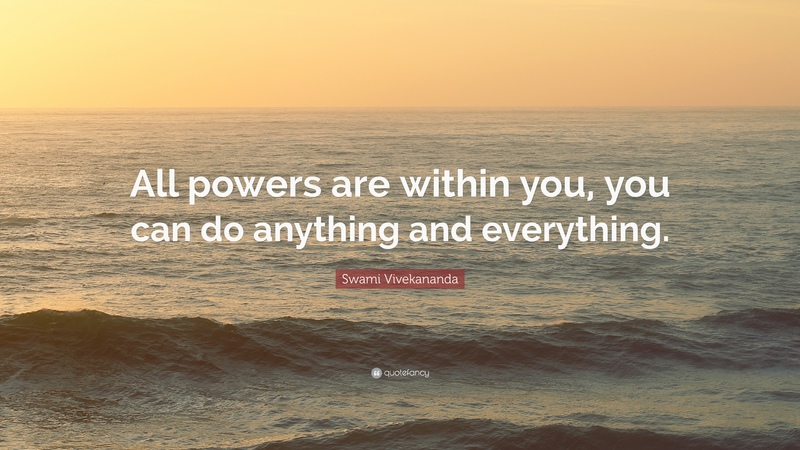 All powers are within you, you
can do anything and everything.
Swami Vivekananda
quotefancy